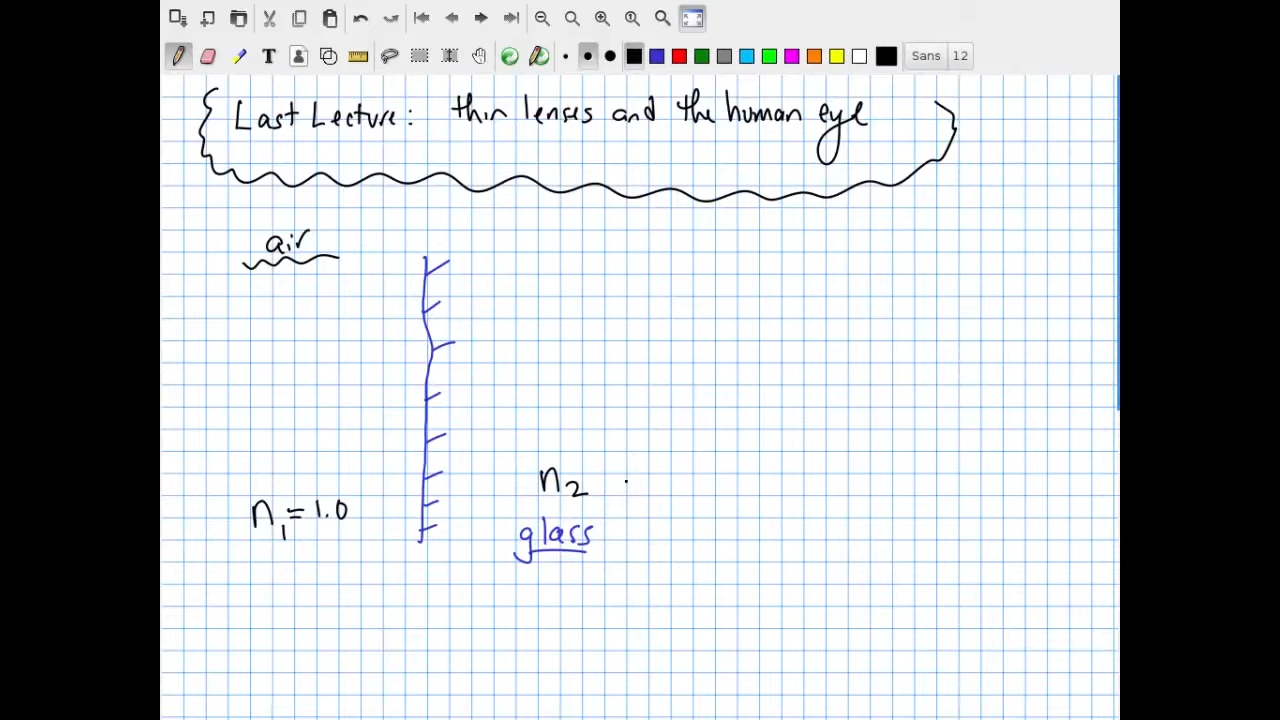 Sans 12
Last Lecture: thin lenses and the human eye
air
n₂
n₁ = 1.0
glass